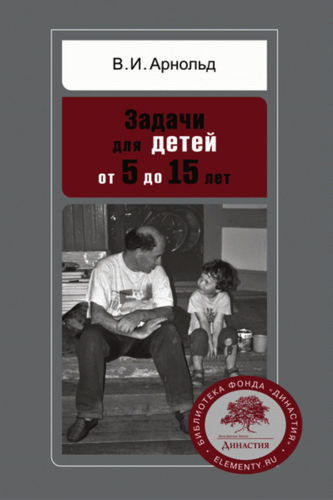 В.И.Арнольд
Задачи
для детей
от 5 до 15 лет
БИБЛИОТЕКА ФОНДА «ДИНАСТИЯ»
ДИНАСТИЯ
ELEMENTY.RU